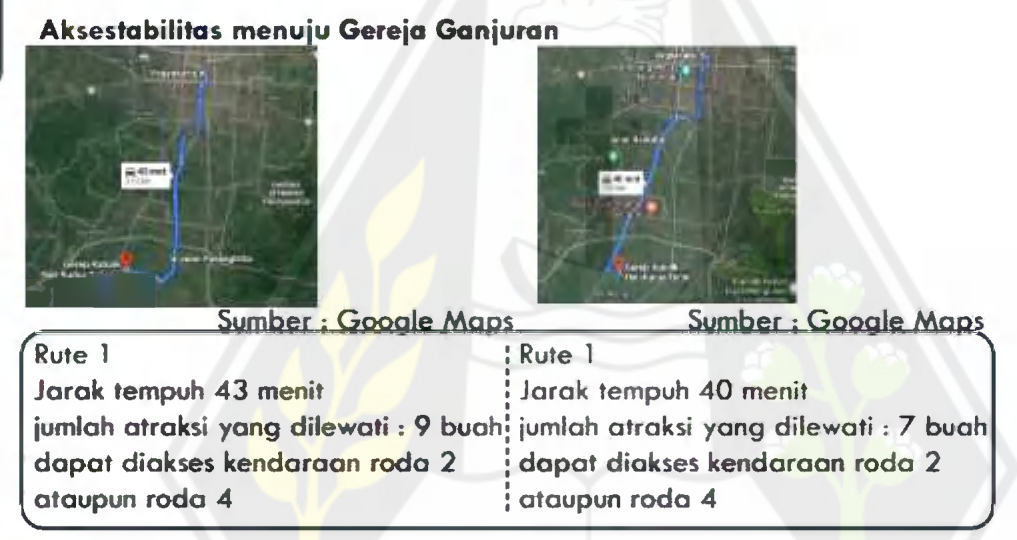 Aksestabilitas menuju Gereja Ganjuran
Sumber : Google Maps
Sumber : Google Maps
Rute 1
Jarak tempuh 43 menit
jumlah atraksi yang dilewati : 9 buah
dapat diakses kendaraan roda 2
ataupun roda 4
Rute 1
Jarak tempuh 40 menit
jumlah atraksi yang dilewati : 7 buah
dapat diakses kendaraan roda 2
ataupun roda 4